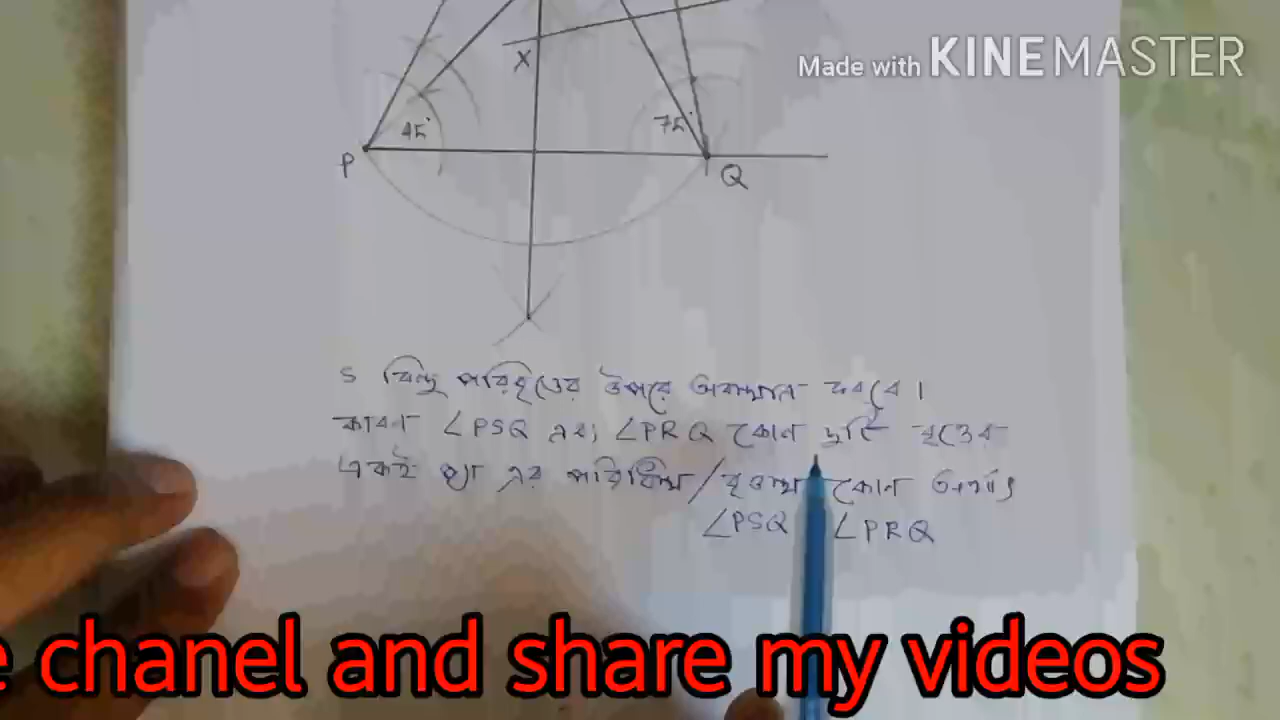 Made with KINEMASTER
X
45°
75°
P
Q
S বিন্দু পরিবৃত্তের উপরে অবস্থান করবে।
কারণ ∠PSQ এবং ∠PRQ কোন দুটি বৃত্তের
একই চাপ এর পরিধিস্থ / বৃত্তস্থ কোন অর্থাৎ
∠PSQ ∠PRQ
e chanel and share my videos